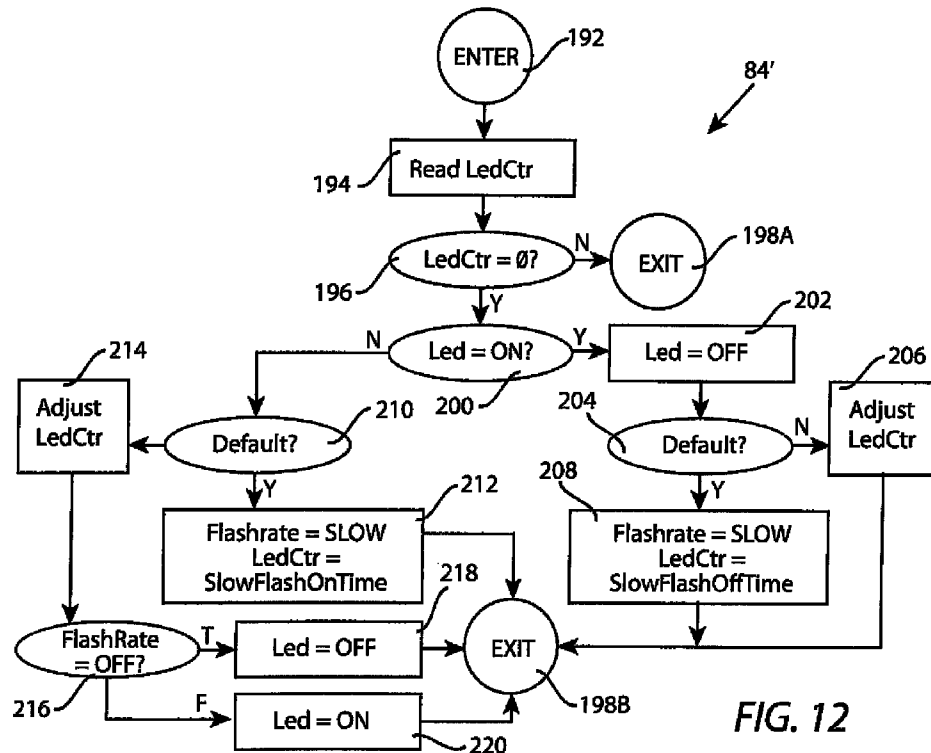 ENTER
192
84'
194
Read LedCtr
196
LedCtr = Ø?
N
EXIT
198A
Y
N
Led = ON?
Y
200
202
Led = OFF
214
Adjust
LedCtr
210
Default?
204
Default?
N
206
Adjust
LedCtr
Y
212
Flashrate = SLOW
LedCtr =
SlowFlashOnTime
Y
208
Flashrate = SLOW
LedCtr =
SlowFlashOffTime
FlashRate
= OFF?
216
T
218
Led = OFF
EXIT
198B
F
Led = ON
220
FIG. 12